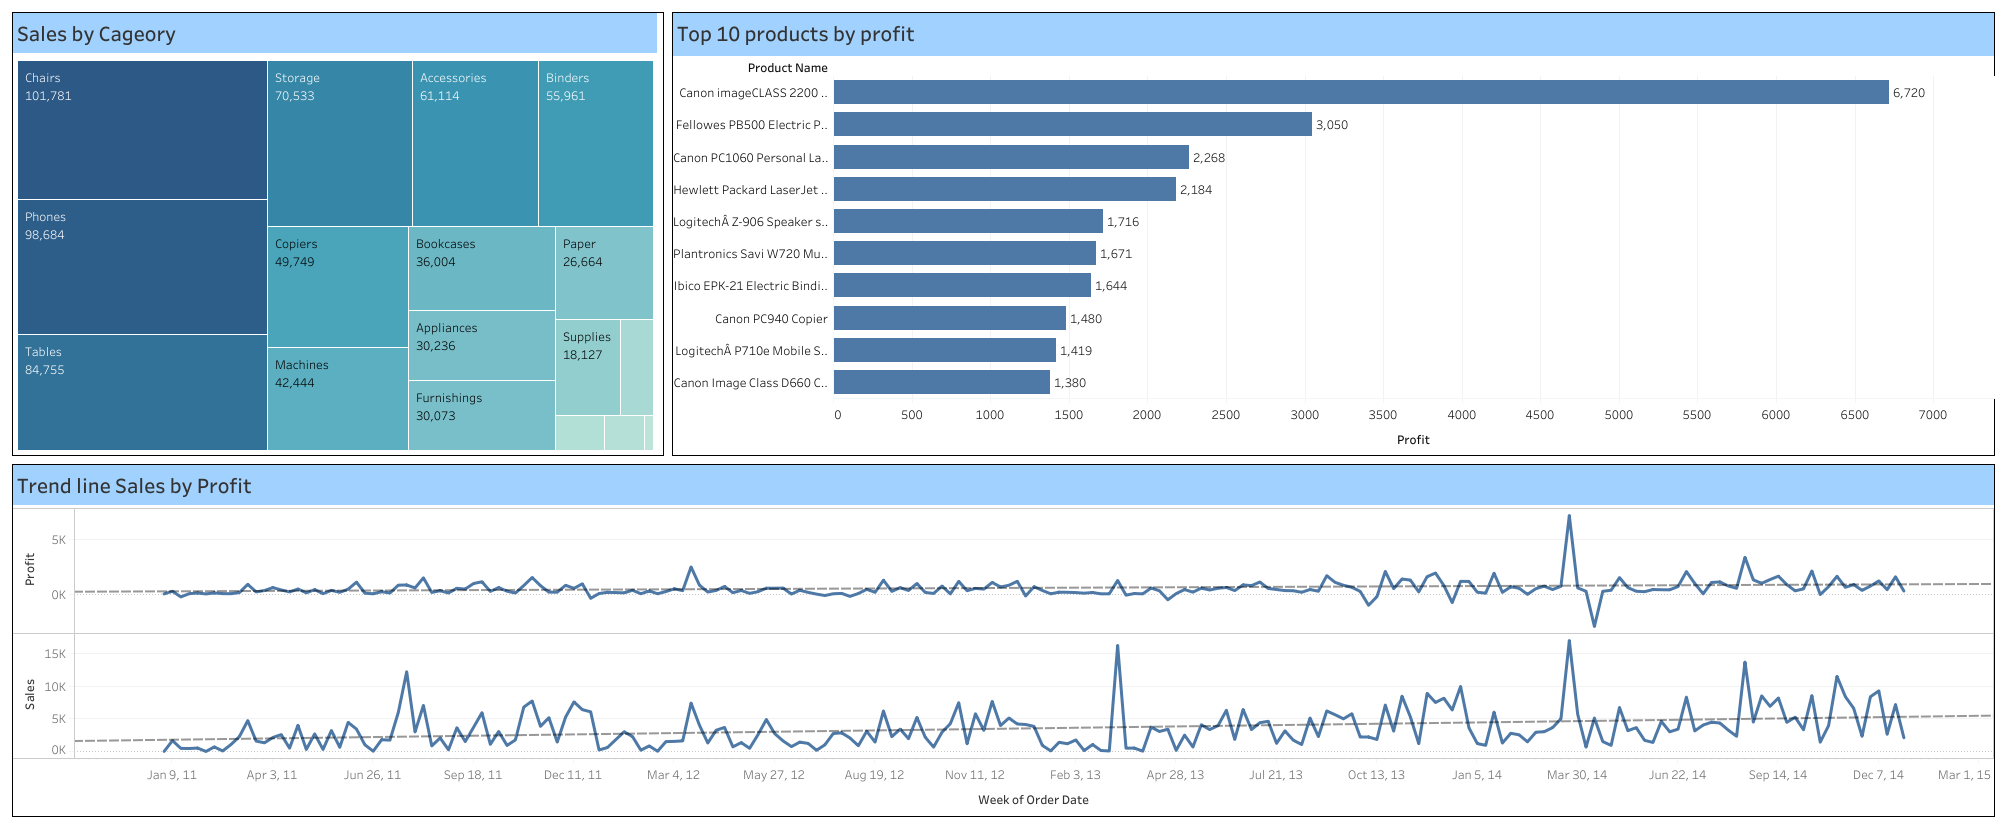 Sales by Cageory
Chairs
101,781
Phones
98,684
Tables
84,755
Storage
70,533
Accessories
61,114
Binders
55,961
Copiers
49,749
Machines
42,444
Bookcases
36,004
Appliances
30,236
Furnishings
30,073
Paper
26,664
Supplies
18,127
Top 10 products by profit
Product Name
Canon imageCLASS 2200 .. 6,720
Fellowes PB500 Electric P.. 3,050
Canon PC1060 Personal La.. 2,268
Hewlett Packard LaserJet .. 2,184
LogitechÂ Z-906 Speaker s.. 1,716
Plantronics Savi W720 Mu.. 1,671
Ibico EPK-21 Electric Bindi.. 1,644
Canon PC940 Copier 1,480
LogitechÂ P710e Mobile S.. 1,419
Canon Image Class D660 C.. 1,380
0 500 1000 1500 2000 2500 3000 3500 4000 4500 5000 5500 6000 6500 7000
Profit
Trend line Sales by Profit
Profit
5K
0K
Sales
15K
10K
5K
0K
Jan 9, 11 Apr 3, 11 Jun 26, 11 Sep 18, 11 Dec 11, 11 Mar 4, 12 May 27, 12 Aug 19, 12 Nov 11, 12 Feb 3, 13 Apr 28, 13 Jul 21, 13 Oct 13, 13 Jan 5, 14 Mar 30, 14 Jun 22, 14 Sep 14, 14 Dec 7, 14 Mar 1, 15
Week of Order Date